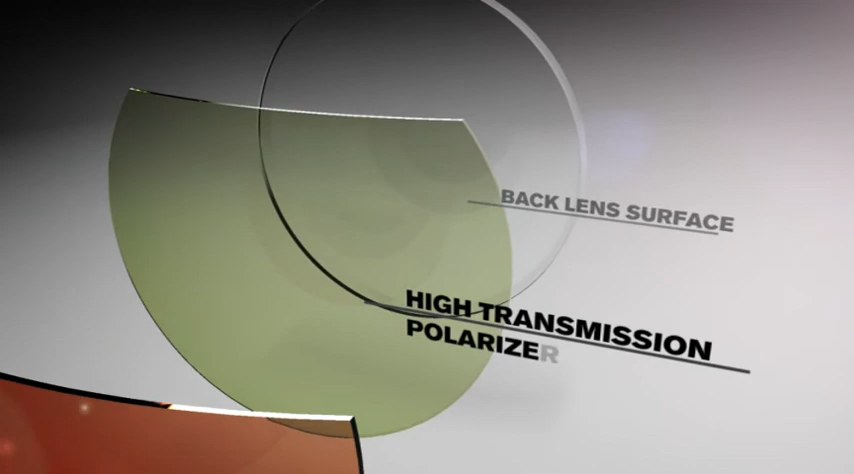 BACK LENS SURFACE
HIGH TRANSMISSION
POLARIZER